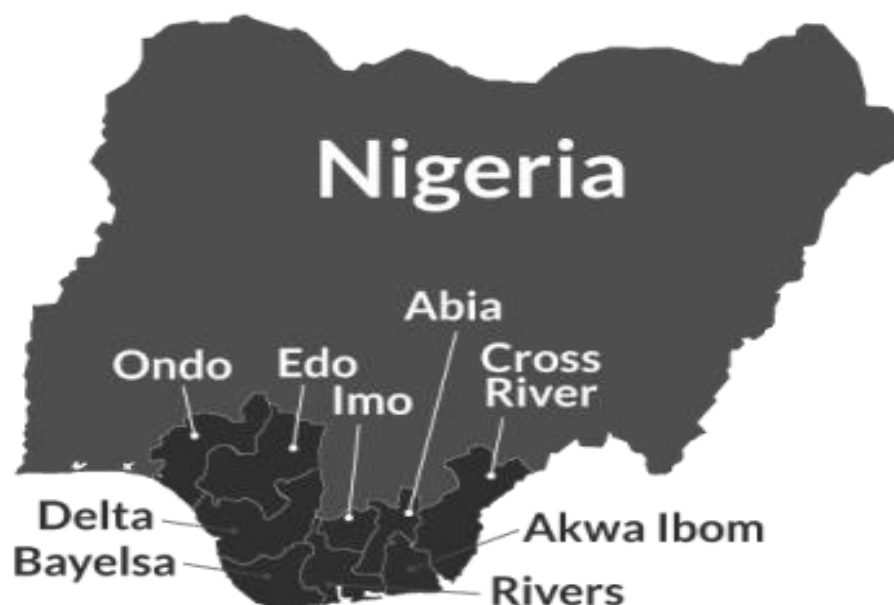 Nigeria
Abia
Ondo
Edo
Imo
Cross
River
Delta
Bayelsa
Akwa Ibom
Rivers